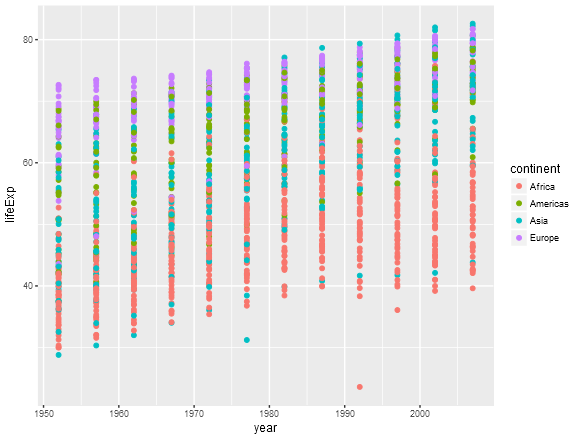 80
60
40
lifeExp
1950
1960
1970
1980
1990
2000
year
continent
Africa
Americas
Asia
Europe